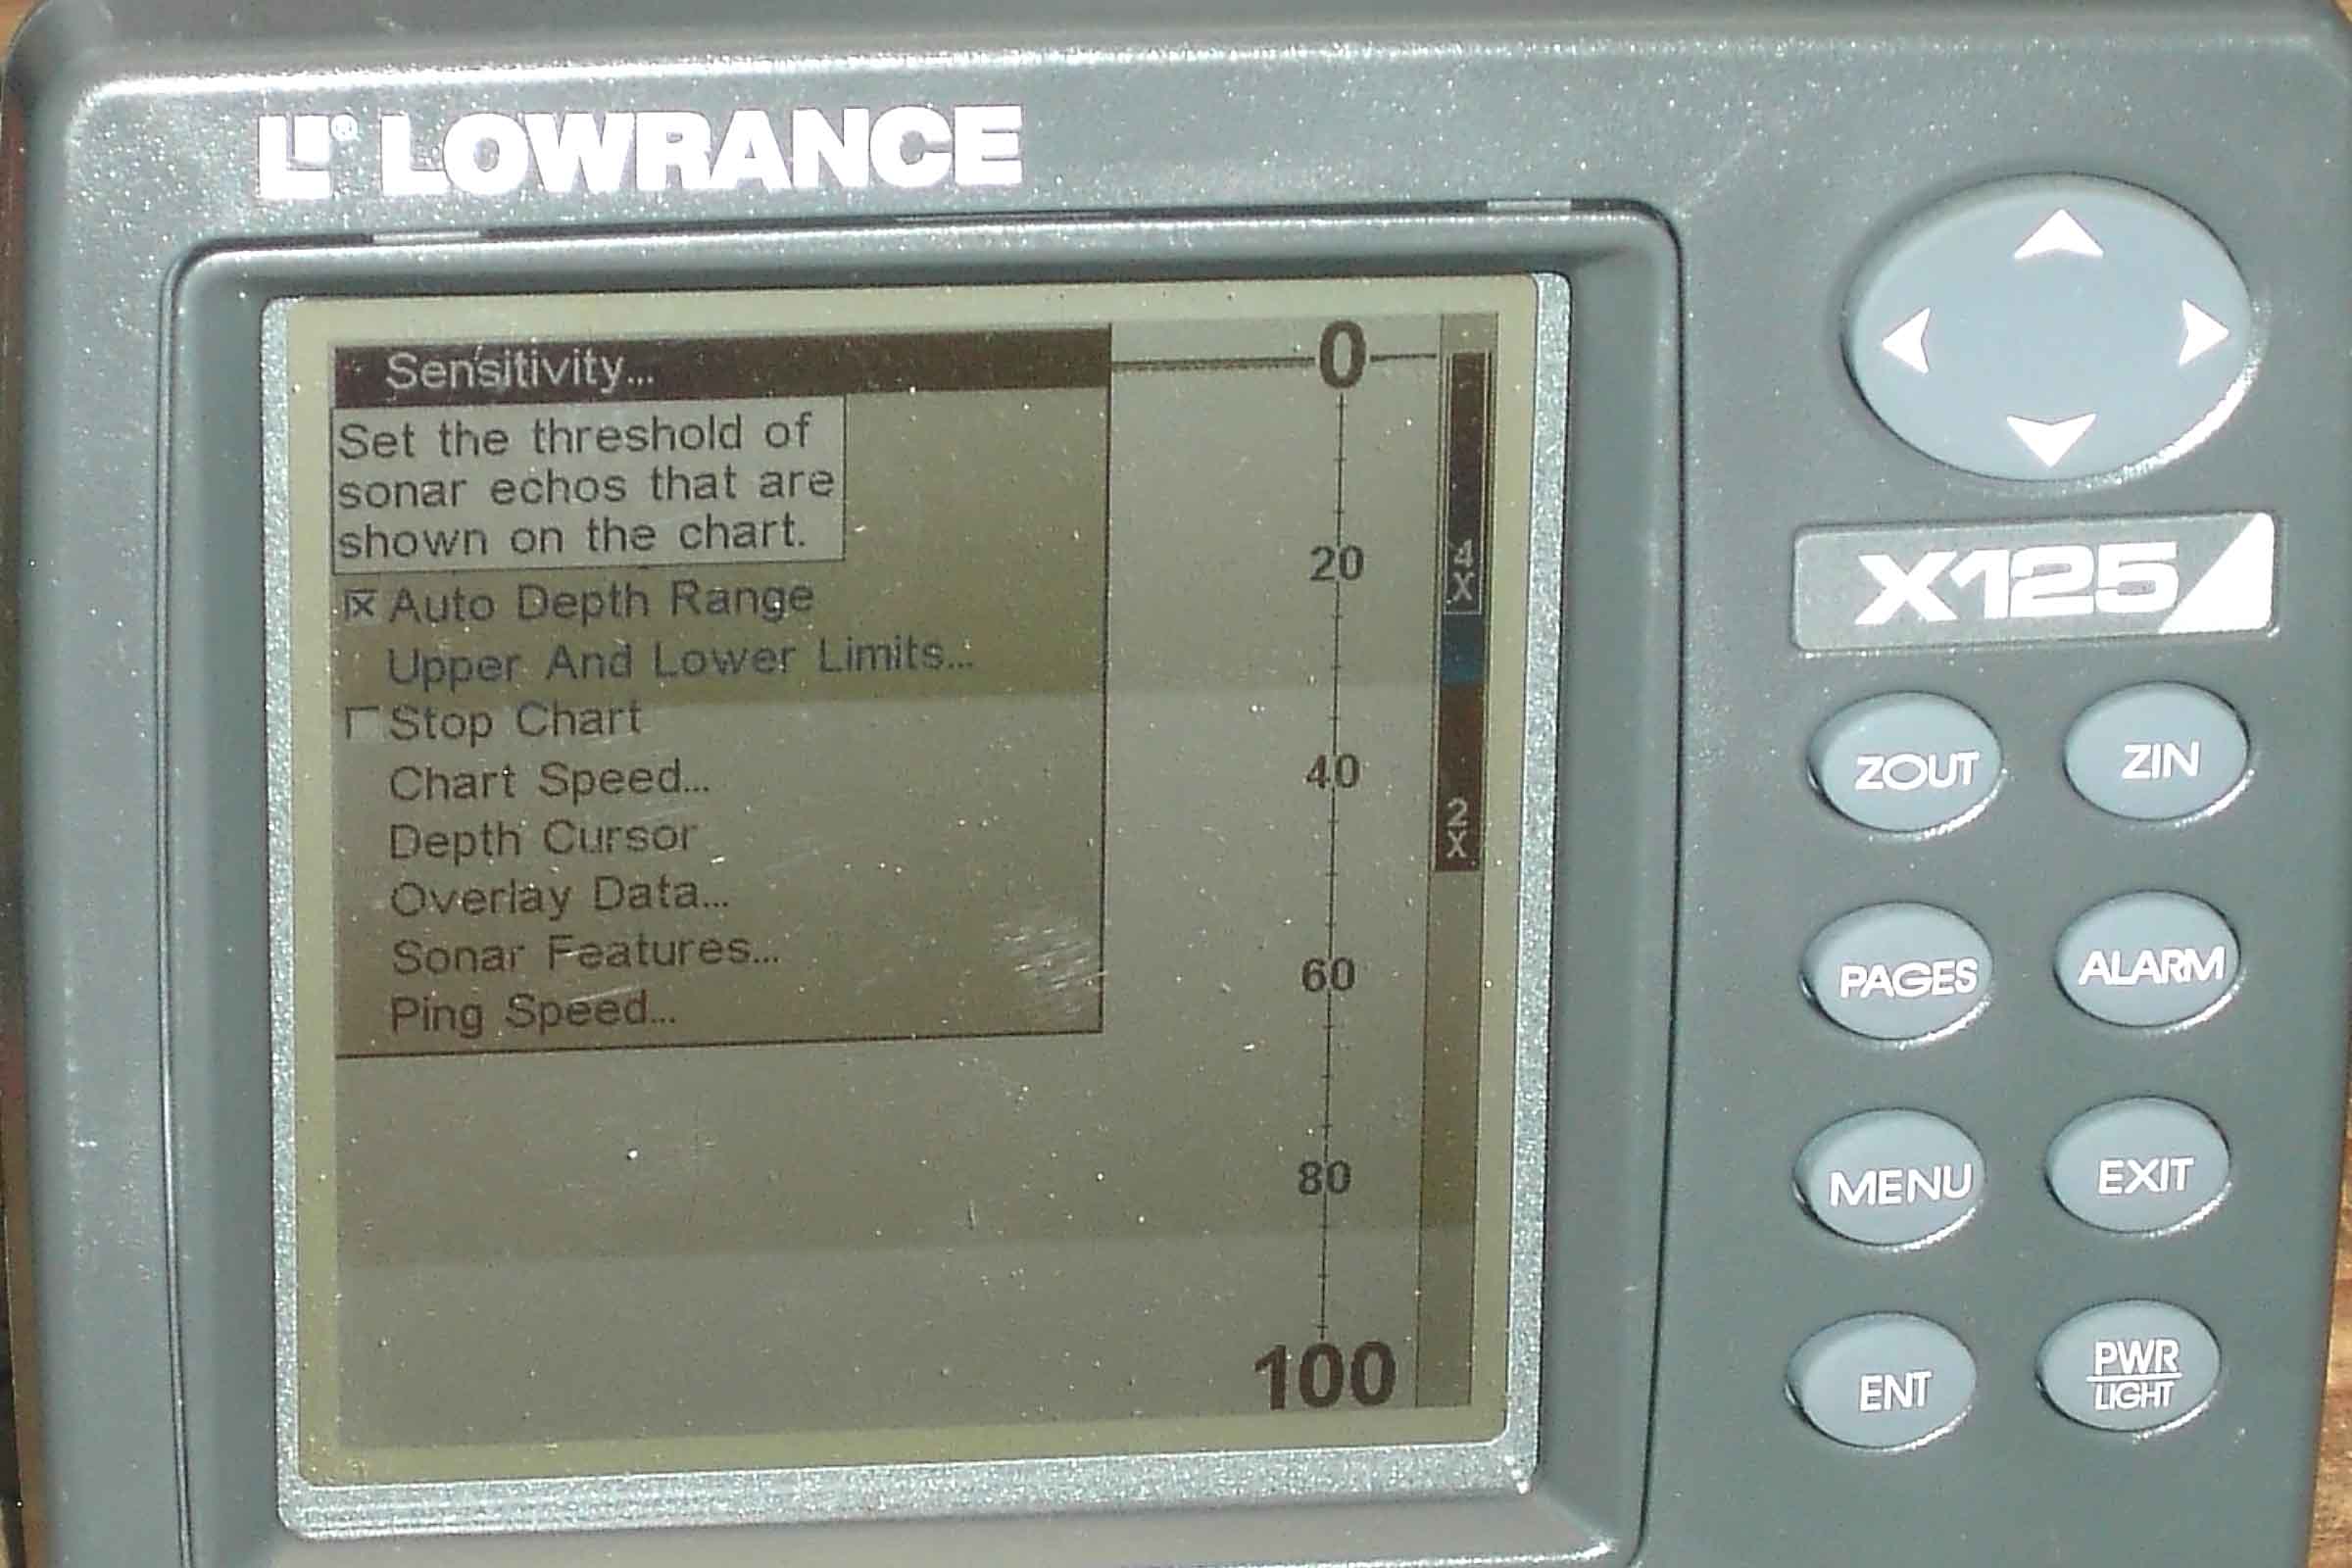 LOWRANCE
Sensitivity...
Set the threshold of
sonar echos that are
shown on the chart.
Auto Depth Range
Upper And Lower Limits...
Stop Chart
Chart Speed...
Depth Cursor
Overlay Data...
Sonar Features...
Ping Speed...
0
20
40
60
80
100
4X
2X
X125
ZOUT
ZIN
PAGES
ALARM
MENU
EXIT
ENT
PWR
LIGHT